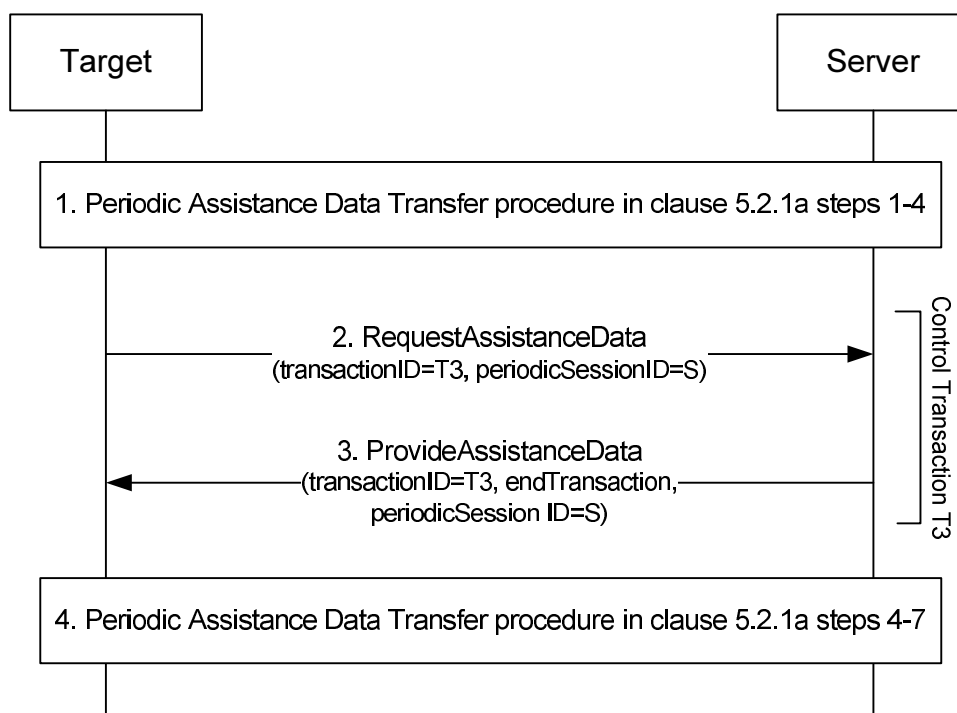 Target
Server
1. Periodic Assistance Data Transfer procedure in clause 5.2.1a steps 1-4
2. RequestAssistanceData
(transactionID=T3, periodicSessionID=S)
3. ProvideAssistanceData
(transactionID=T3, endTransaction,
periodicSession ID=S)
Control Transaction T3
4. Periodic Assistance Data Transfer procedure in clause 5.2.1a steps 4-7